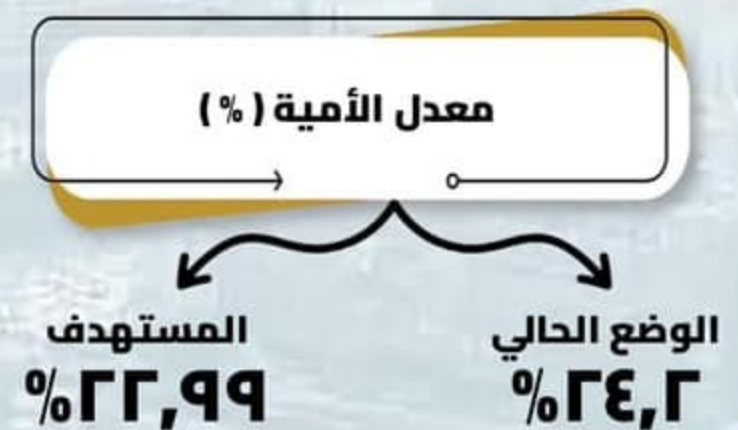 معدل الأمية ( % )
الوضع الحالي
٢٤,٢%
المستهدف
٢٢,٩٩%